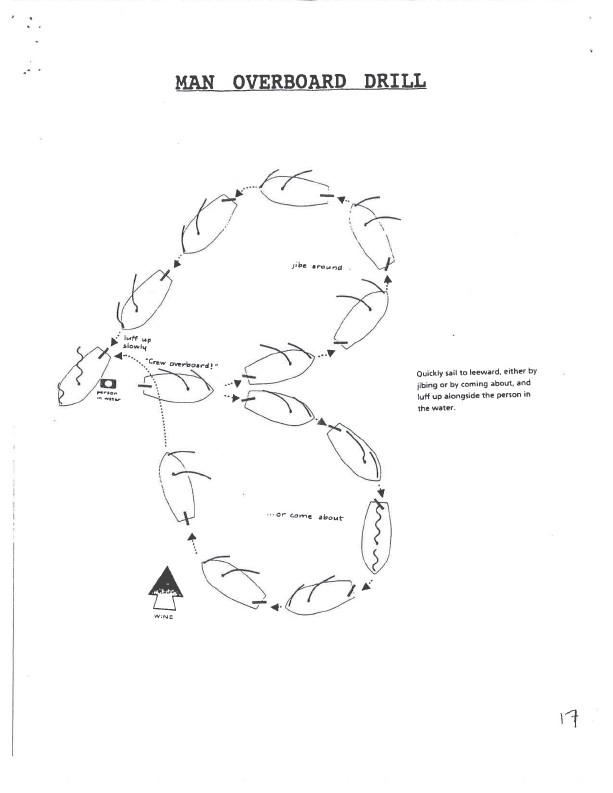 MAN OVERBOARD DRILL
jibe around
luff up
slowly
"Crew overboard!"
person
in water
Quickly sail to leeward, either by
jibing or by coming about, and
luff up alongside the person in
the water.
...or come about
WIND
17